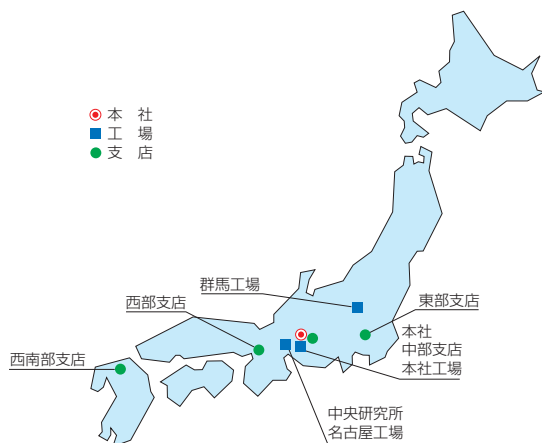 本 社
工 場
支 店
群馬工場
西部支店
東部支店
本社
中部支店
本社工場
西南部支店
中央研究所
名古屋工場